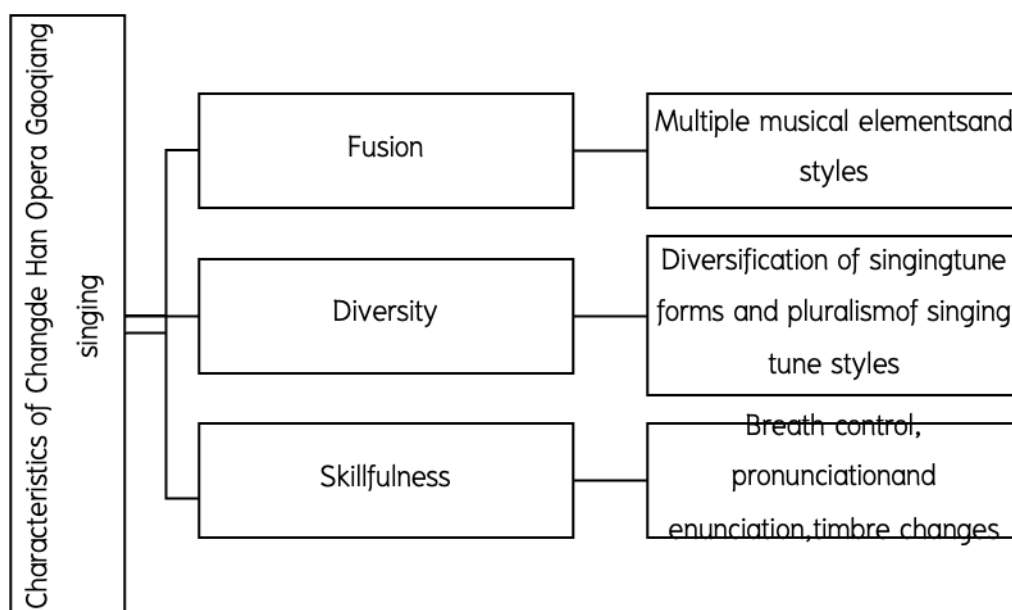 Characteristics of Changde Han Opera Gaoqiang
singing
Fusion
Multiple musical elementsand
styles
Diversity
Diversification of singingtune
forms and pluralismof singing
tune styles
Skillfulness
Breath control,
pronunciationand
enunciation,timbre changes